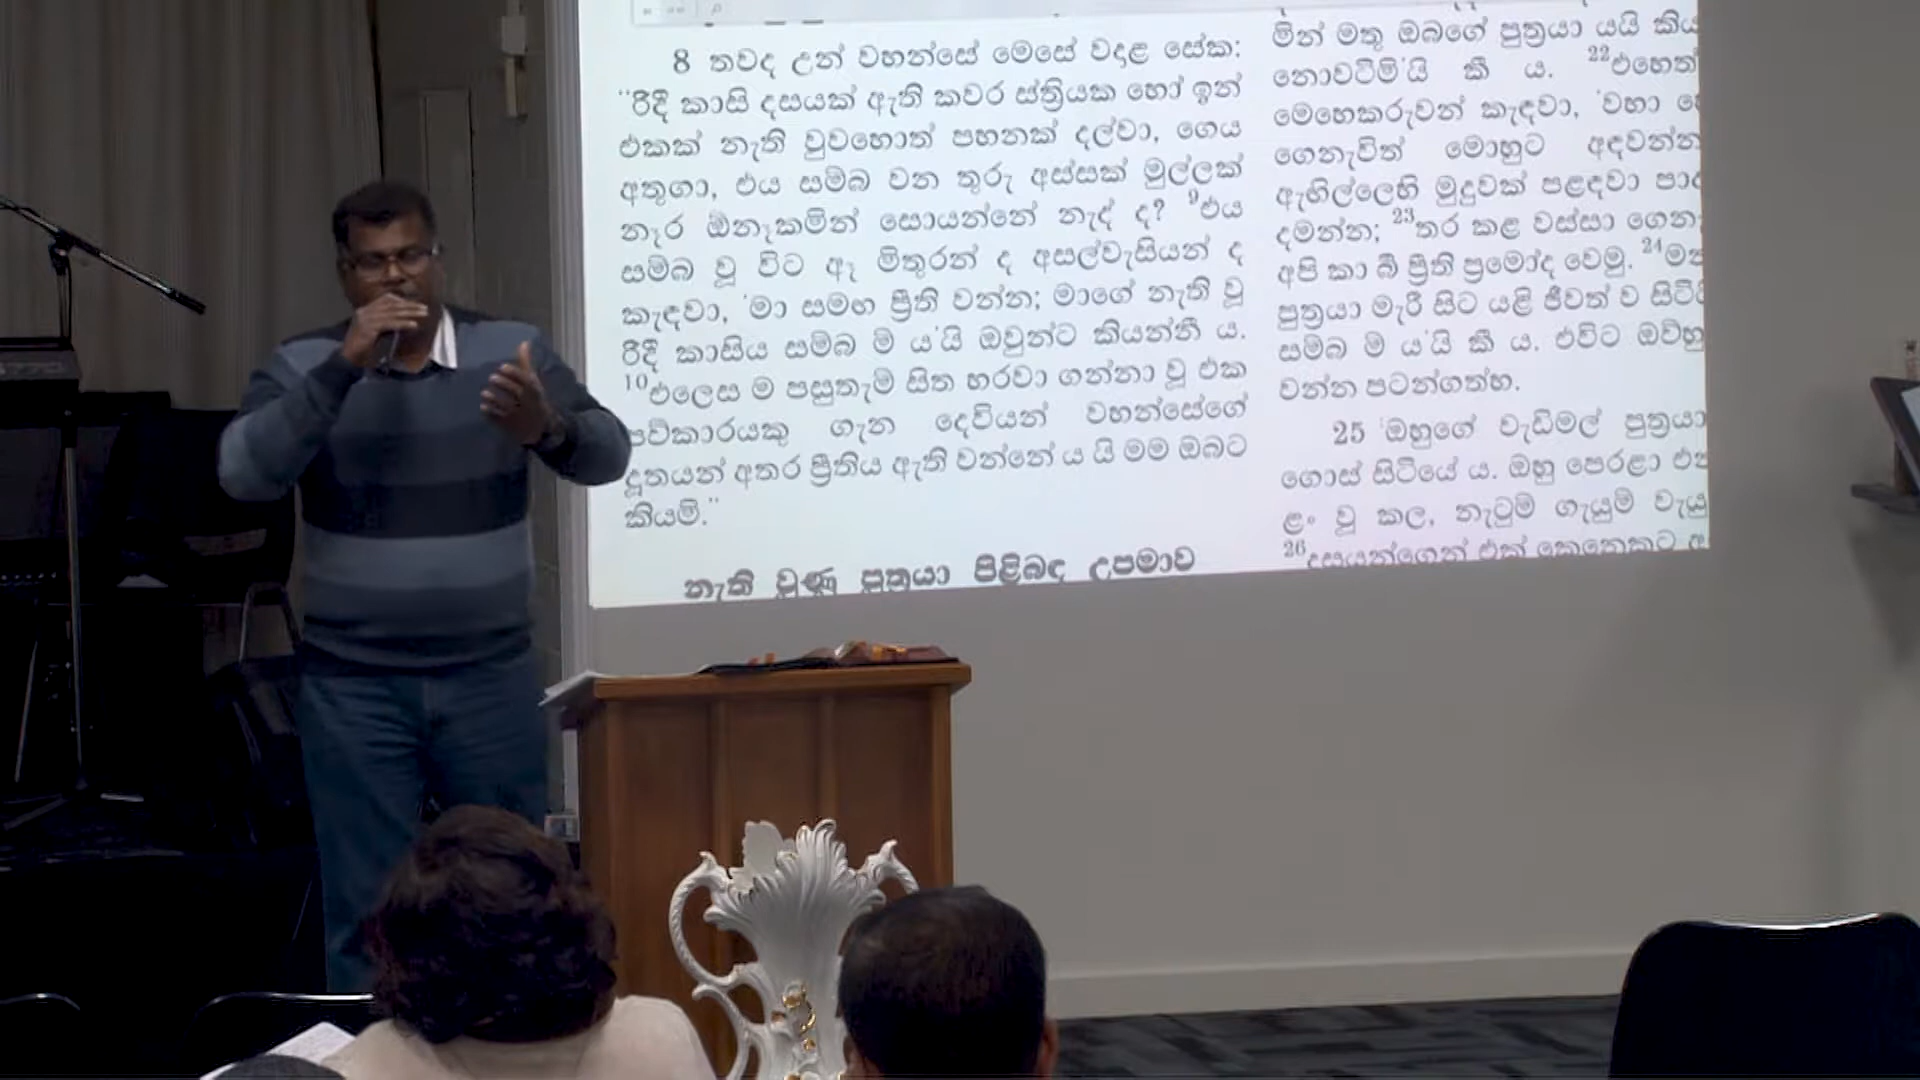 8 තවද උන් වහන්සේ මෙසේ වදාළ සේක:
"රිදී කාසි දසයක් ඇති කවර ස්ත්‍රියක හෝ ඉන්
එකක් නැති වුවහොත් පහනක් දල්වා, ගෙය
අතුගා, එය සම්බ වන තුරු අස්සක් මුල්ලක්
නෑර ඕනෑකමින් සොයන්නේ නැද් ද? 9එය
සම්බ වූ විට ඈ මිතුරන් ද අසල්වැසියන් ද
කැඳවා, 'මා සමඟ ප්‍රීති වන්න; මාගේ නැති වූ
රිදී කාසිය සම්බ ම ය'යි ඔවුන්ට කියන්නී ය.
10එලෙස ම පසුතැම් සිත හරවා ගන්නා වූ එක
පව්කාරයකු ගැන දෙවියන් වහන්සේගේ
දූතයන් අතර ප්‍රීතිය ඇති වන්නේ ය යි මම ඔබට
කියමි."
නැති වුණු පුත්‍රයා පිළිබඳ උපමාව
මින් මතු ඔබගේ පුත්‍රයා යයි
නොවටිමි'යි කී ය. 22එහෙත්
මෙහෙකරුවන් කැඳවා, 'වහා
ගෙනැවිත් මොහුට අඳවන්න
ඇඟිල්ලෙහි මුදුවක් පළඳවා
දමන්න; 23තර කළ වස්සා
අපි කා බී ප්‍රීති ප්‍රමෝද වෙමු. 24
පුත්‍රයා මැරී සිට යළි ජීවත් ව
සම්බ ම ය'යි කී ය. එවිට
වන්න පටන්ගත්හ.
25 'ඔහුගේ වැඩිමල් පුත්‍රයා
ගොස් සිටියේ ය. ඔහු පෙරළා
ළං වූ කල, නැටුම් ගැයුම්
26දාසයන්ගෙන් එක් කෙනෙකුට